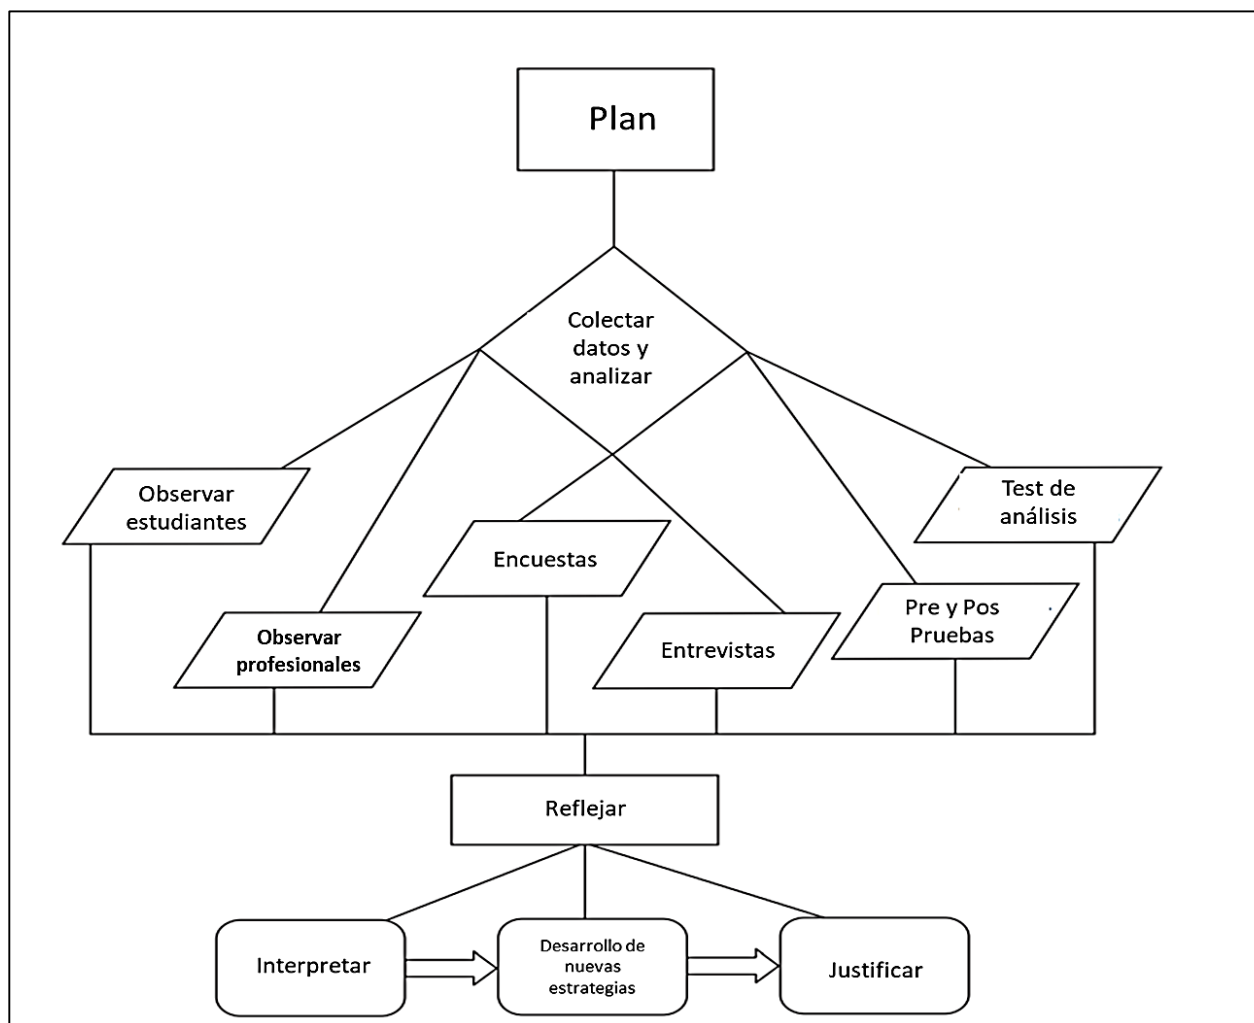 Plan
Colectar
datos y
analizar
Observar
estudiantes
Observar
profesionales
Encuestas
Entrevistas
Pre y Pos
Pruebas
Test de
análisis
Reflejar
Interpretar
Desarrollo de
nuevas
estrategias
Justificar